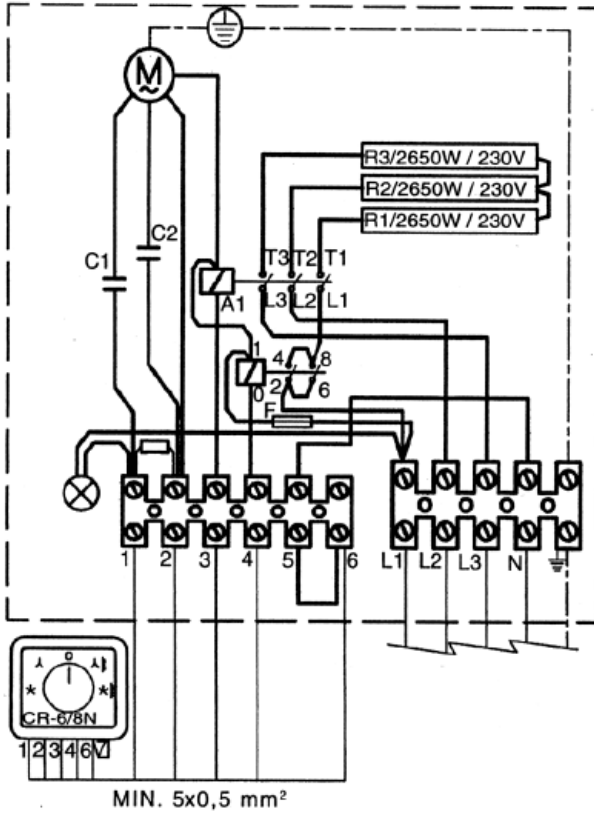 M
~
R3/2650W / 230V
R2/2650W / 230V
R1/2650W / 230V
C1
C2
T3 T2 T1
A1
L3 L2 L1
1
0
4 8
2 6
F
1 2 3 4 5 6
L1 L2 L3 N
0
CR-6/8N
1 2 3 4 6 V
MIN. 5x0,5 mm²